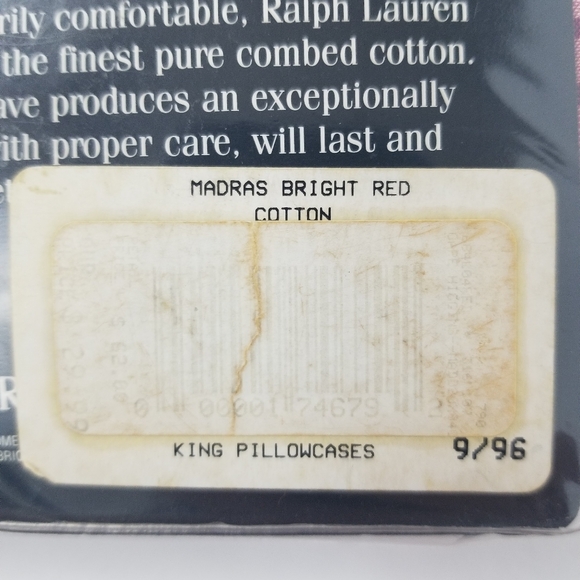 rily comfortable, Ralph Lauren
the finest pure combed cotton.
ave produces an exceptionally
ith proper care, will last and
MADRAS BRIGHT RED
COTTON
0 00001 74679 2
KING PILLOWCASES
9/96
R